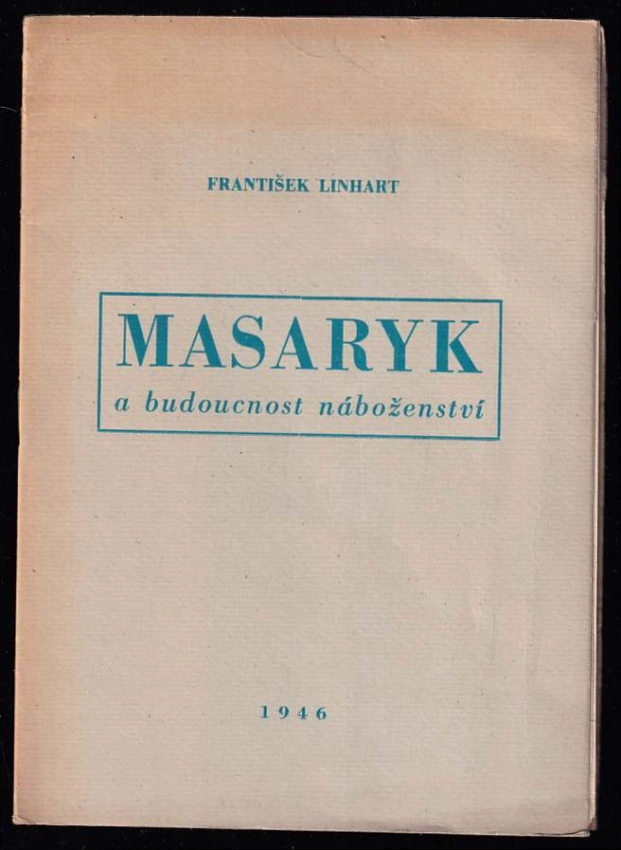 FRANTIŠEK LINHART
MASARYK
a budoucnost náboženství
1946